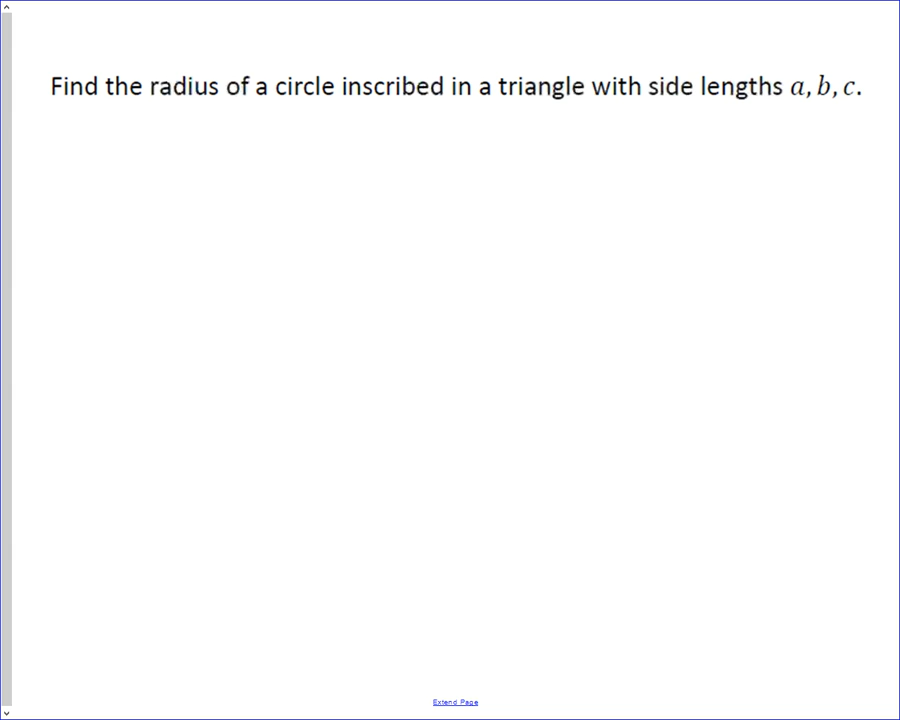 Find the radius of a circle inscribed in a triangle with side lengths a, b, c.
Extend Page